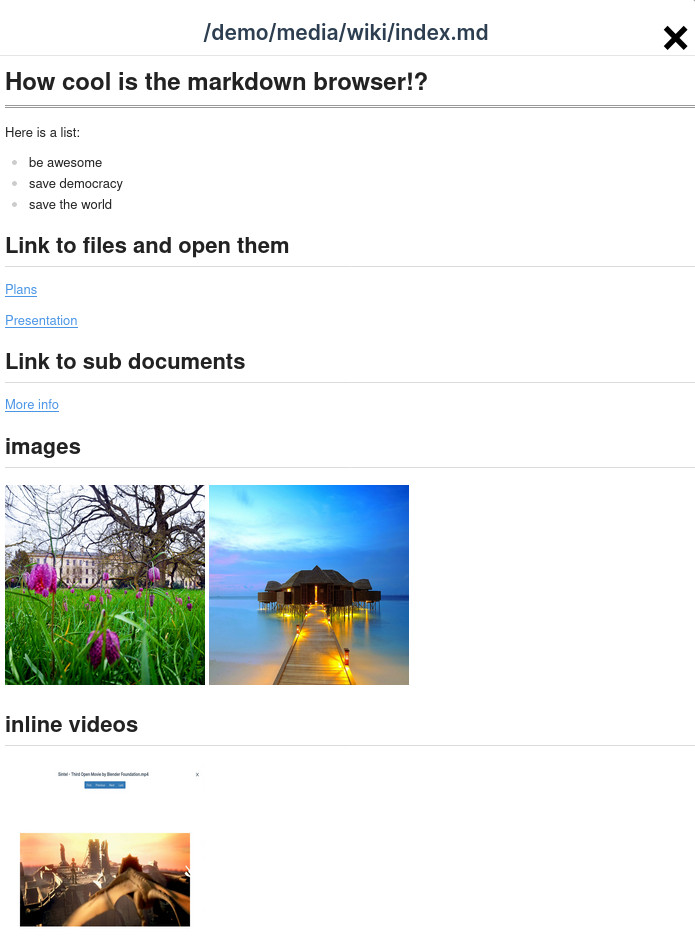 /demo/media/wiki/index.md
How cool is the markdown browser!?
Here is a list:
be awesome
save democracy
save the world
Link to files and open them
Plans
Presentation
Link to sub documents
More info
images
inline videos
Sintel - Third Open Movie by Blender Foundation.mp4
x